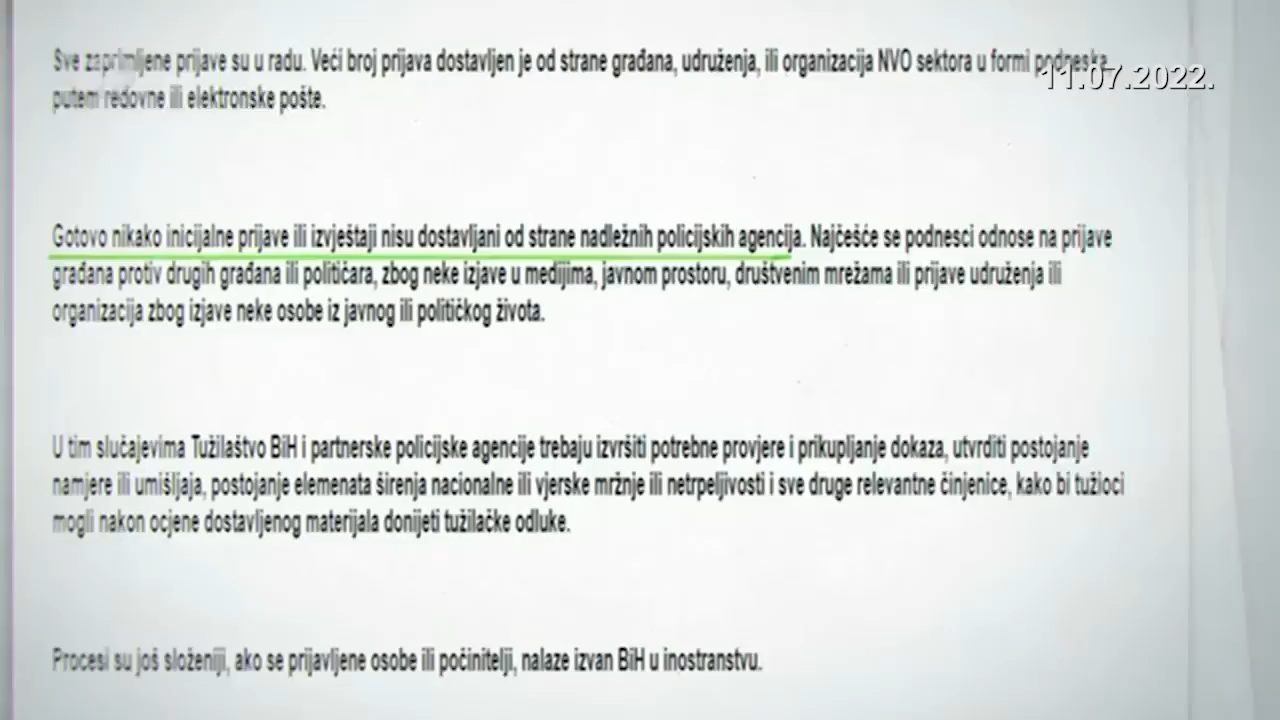 Sve zaprimljene prijave su u radu. Veći broj prijava dostavljen je od strane građana, udruženja, ili organizacija NVO sektora u formi podneska
11.07.2022.
putem redovne ili elektronske pošte.
Gotovo nikako inicijalne prijave ili izvještaji nisu dostavljani od strane nadležnih policijskih agencija. Najčešće se podnesci odnose na prijave
građana protiv drugih građana ili političara, zbog neke izjave u medijima, javnom prostoru, društvenim mrežama ili prijave udruženja ili
organizacija zbog izjave neke osobe iz javnog ili političkog života.
U tim slučajevima Tužilaštvo BiH i partnerske policijske agencije trebaju izvršiti potrebne provjere i prikupljanje dokaza, utvrditi postojanje
namjere ili umišljaja, postojanje elemenata širenja nacionalne ili vjerske mržnje ili netrpeljivosti i sve druge relevantne činjenice, kako bi tužioci
mogli nakon ocjene dostavljenog materijala donijeti tužilačke odluke.
Procesi su još složeniji, ako se prijavljene osobe ili počinitelji, nalaze izvan BiH u inostranstvu.